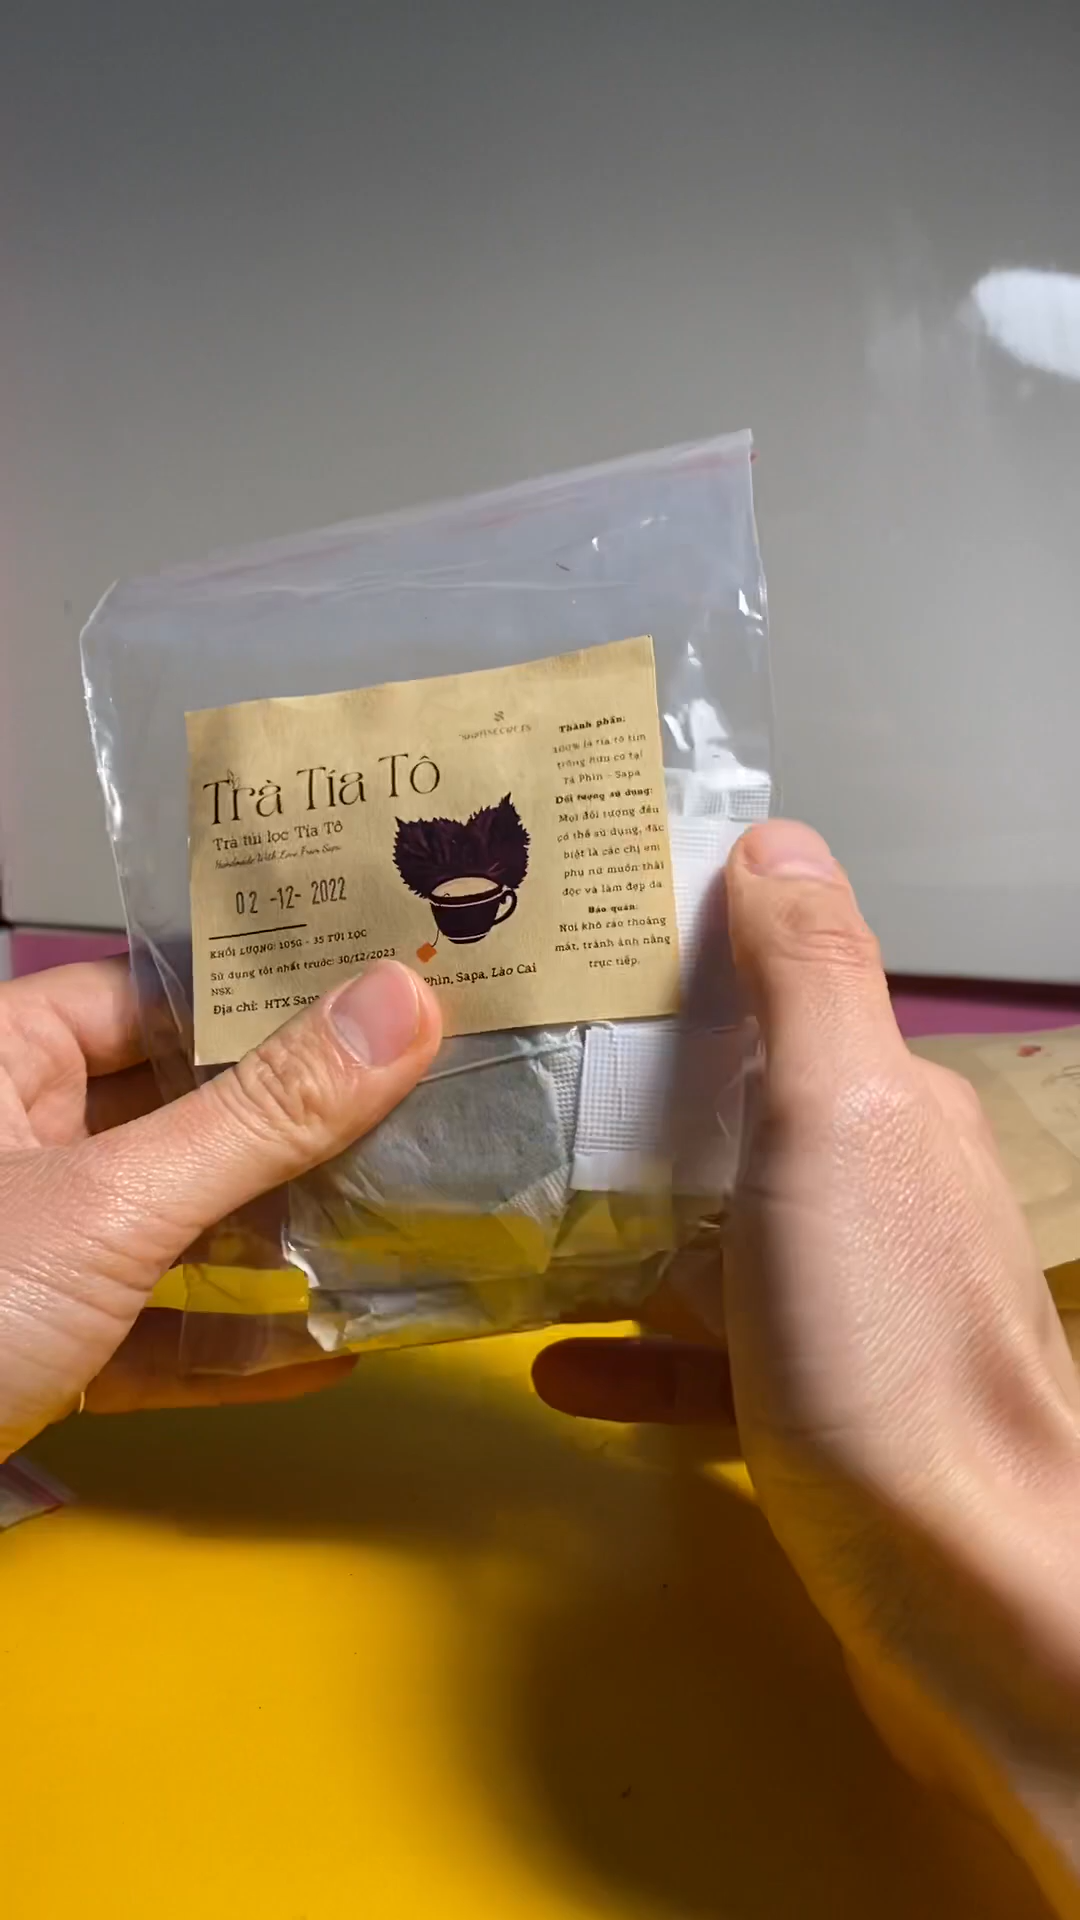 Trà Tía Tô
Trà túi lọc Tía Tô
Handmade With Love From Sapa
02 -12- 2022
KHỐI LƯỢNG: 105G - 35 TÚI LỌC
Sử dụng tốt nhất trước: 30/12/2023
NSX:
Địa chỉ: HTX Sapa
Phìn, Sapa, Lào Cai
Thành phần:
100% lá tía tô tím
trồng hữu cơ tại
Tả Phìn - Sapa
Đối tượng sử dụng:
Mọi đối tượng đều
có thể sử dụng, đặc
biệt là các chị em
phụ nữ muốn thải
độc và làm đẹp da
Bảo quản:
Nơi khô ráo thoáng
mát, tránh ánh nắng
trực tiếp.